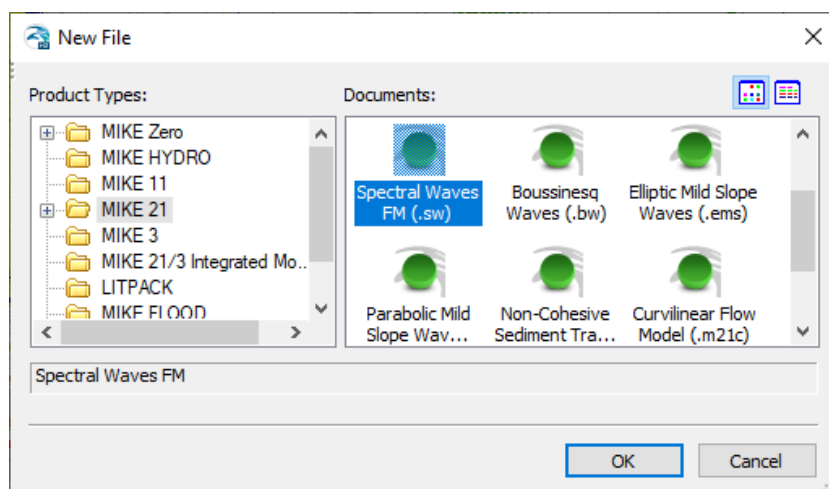 New File
Product Types:
Documents:
MIKE Zero
MIKE HYDRO
MIKE 11
MIKE 21
MIKE 3
MIKE 21/3 Integrated Mo..
LITPACK
MIKE FLOOD
Spectral Waves
FM (.sw)
Boussinesq
Waves (.bw)
Elliptic Mild Slope
Waves (.ems)
Parabolic Mild
Slope Wav...
Non-Cohesive
Sediment Tra...
Curvilinear Flow
Model (.m21c)
Spectral Waves FM
OK
Cancel